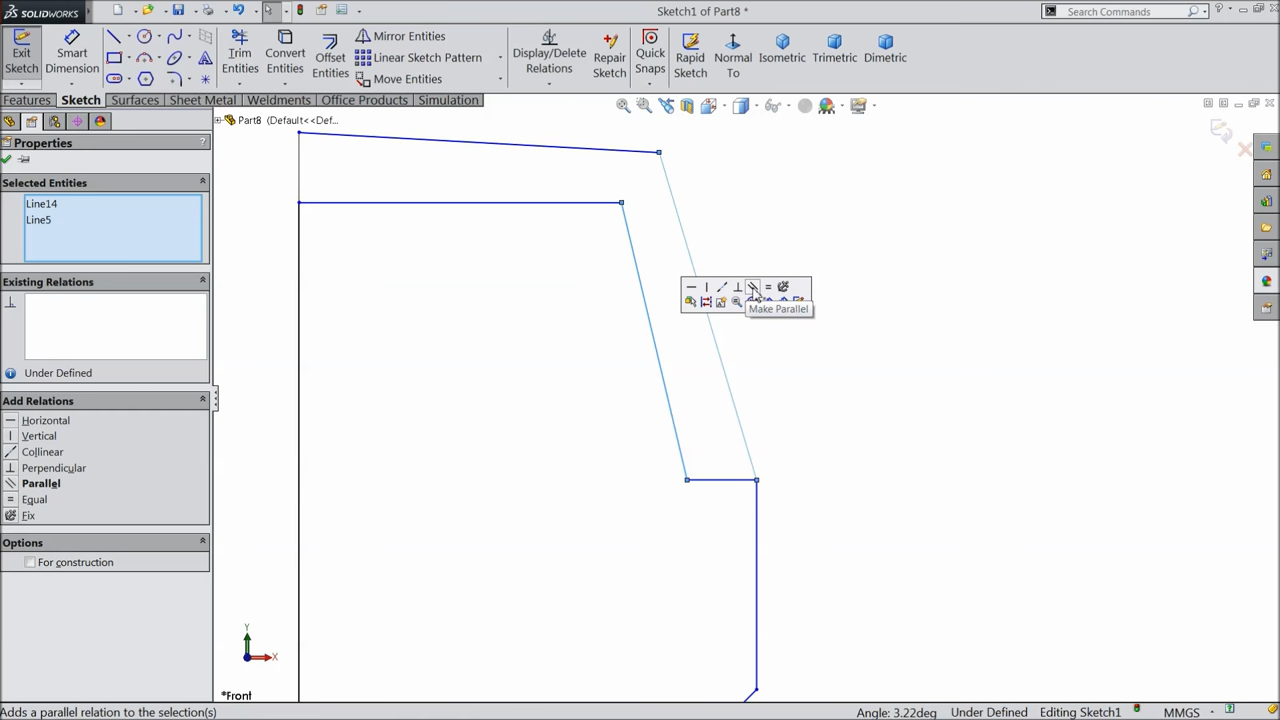 SOLIDWORKS
Sketch1 of Part8 *
Search Commands
Exit Sketch
Smart Dimension
Trim Entities
Convert Entities
Offset Entities
Mirror Entities
Linear Sketch Pattern
Move Entities
Display/Delete Relations
Repair Sketch
Quick Snaps
Rapid Sketch
Normal To
Isometric
Trimetric
Dimetric
Features
Sketch
Surfaces
Sheet Metal
Weldments
Office Products
Simulation
Part8 (Default<<Def...
Properties
?
Selected Entities
Line14
Line5
Existing Relations
Under Defined
Add Relations
Horizontal
Vertical
Collinear
Perpendicular
Parallel
Equal
Fix
Options
For construction
Make Parallel
Y
X
*Front
Adds a parallel relation to the selection(s)
Angle: 3.22deg
Under Defined
Editing Sketch1
MMGS